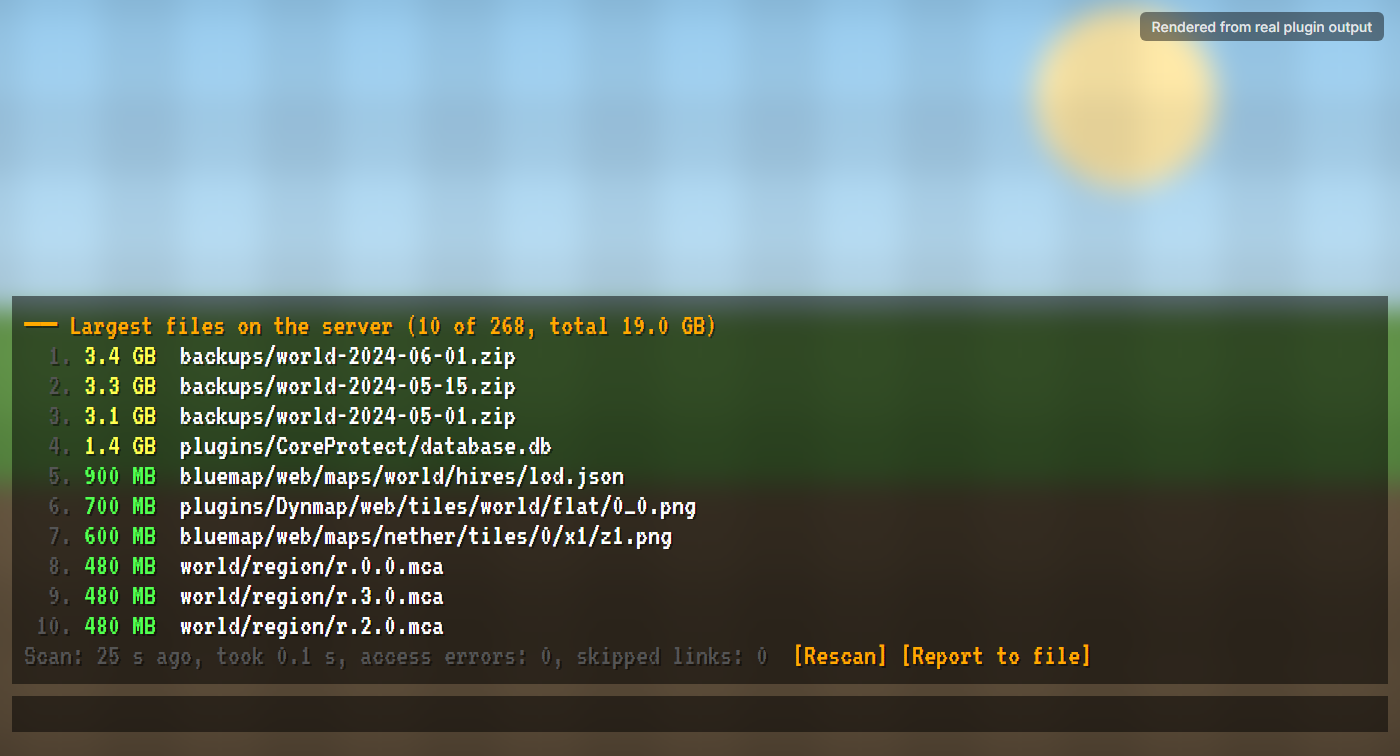 Rendered from real plugin output
━━━ Largest files on the server (10 of 268, total 19.0 GB)
1. 3.4 GB backups/world-2024-06-01.zip
2. 3.3 GB backups/world-2024-05-15.zip
3. 3.1 GB backups/world-2024-05-01.zip
4. 1.4 GB plugins/CoreProtect/database.db
5. 900 MB bluemap/web/maps/world/hires/lod.json
6. 700 MB plugins/Dynmap/web/tiles/world/flat/0_0.png
7. 600 MB bluemap/web/maps/nether/tiles/0/x1/z1.png
8. 480 MB world/region/r.0.0.mca
9. 480 MB world/region/r.3.0.mca
10. 480 MB world/region/r.2.0.mca
Scan: 25 s ago, took 0.1 s, access errors: 0, skipped links: 0 [Rescan] [Report to file]